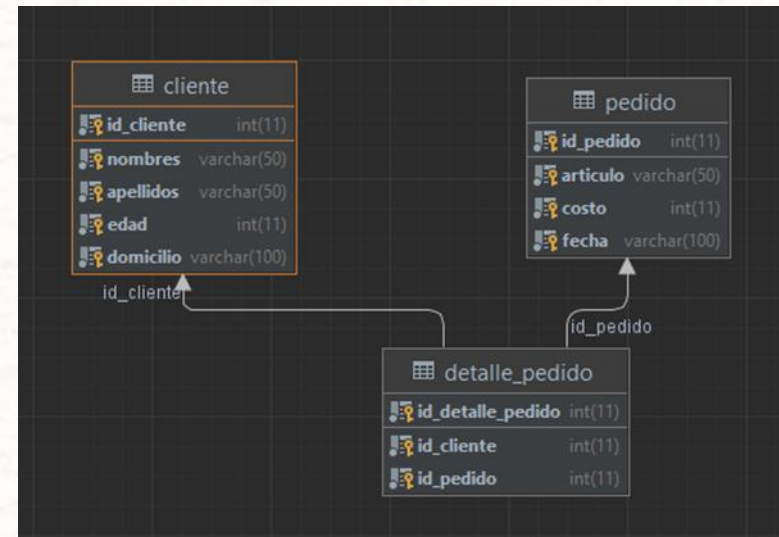 cliente
id_cliente int(11)
nombres varchar(50)
apellidos varchar(50)
edad int(11)
domicilio varchar(100)
pedido
id_pedido int(11)
articulo varchar(50)
costo int(11)
fecha varchar(100)
id_cliente
id_pedido
detalle_pedido
id_detalle_pedido int(11)
id_cliente int(11)
id_pedido int(11)